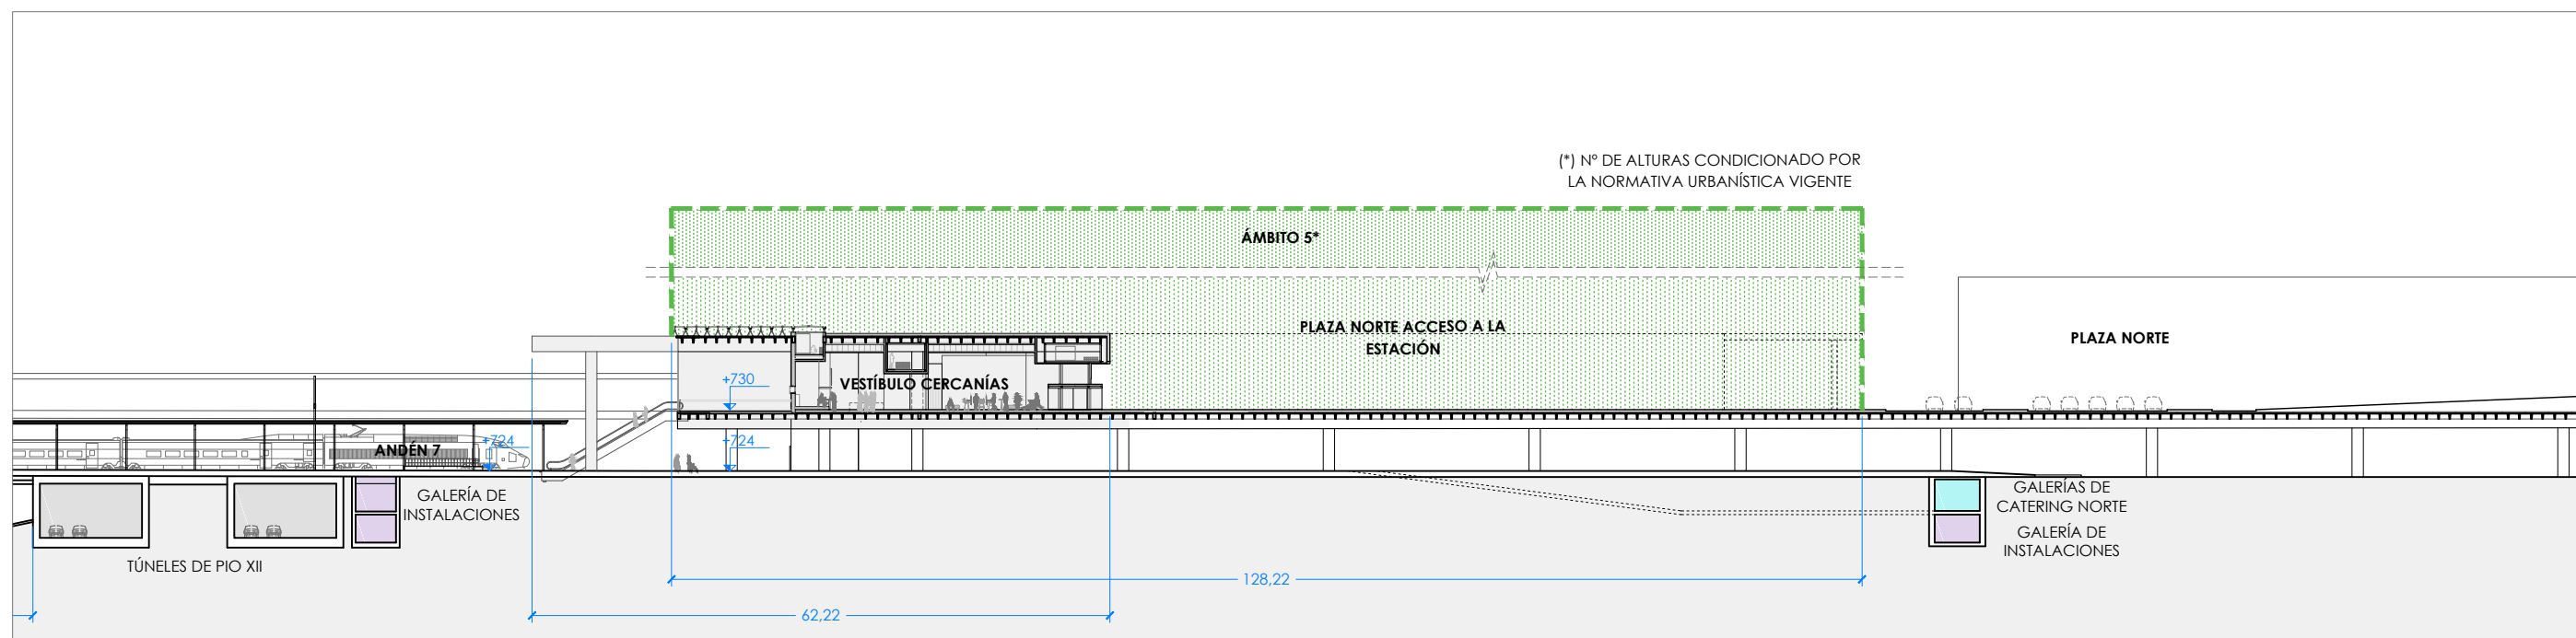 (*) Nº DE ALTURAS CONDICIONADO POR
LA NORMATIVA URBANÍSTICA VIGENTE
ÁMBITO 5*
PLAZA NORTE ACCESO A LA
ESTACIÓN
PLAZA NORTE
+730
VESTÍBULO CERCANÍAS
+724
+724
ANDÉN 7
GALERÍA DE
INSTALACIONES
GALERÍAS DE
CATERING NORTE
GALERÍA DE
INSTALACIONES
TÚNELES DE PIO XII
128,22
62,22